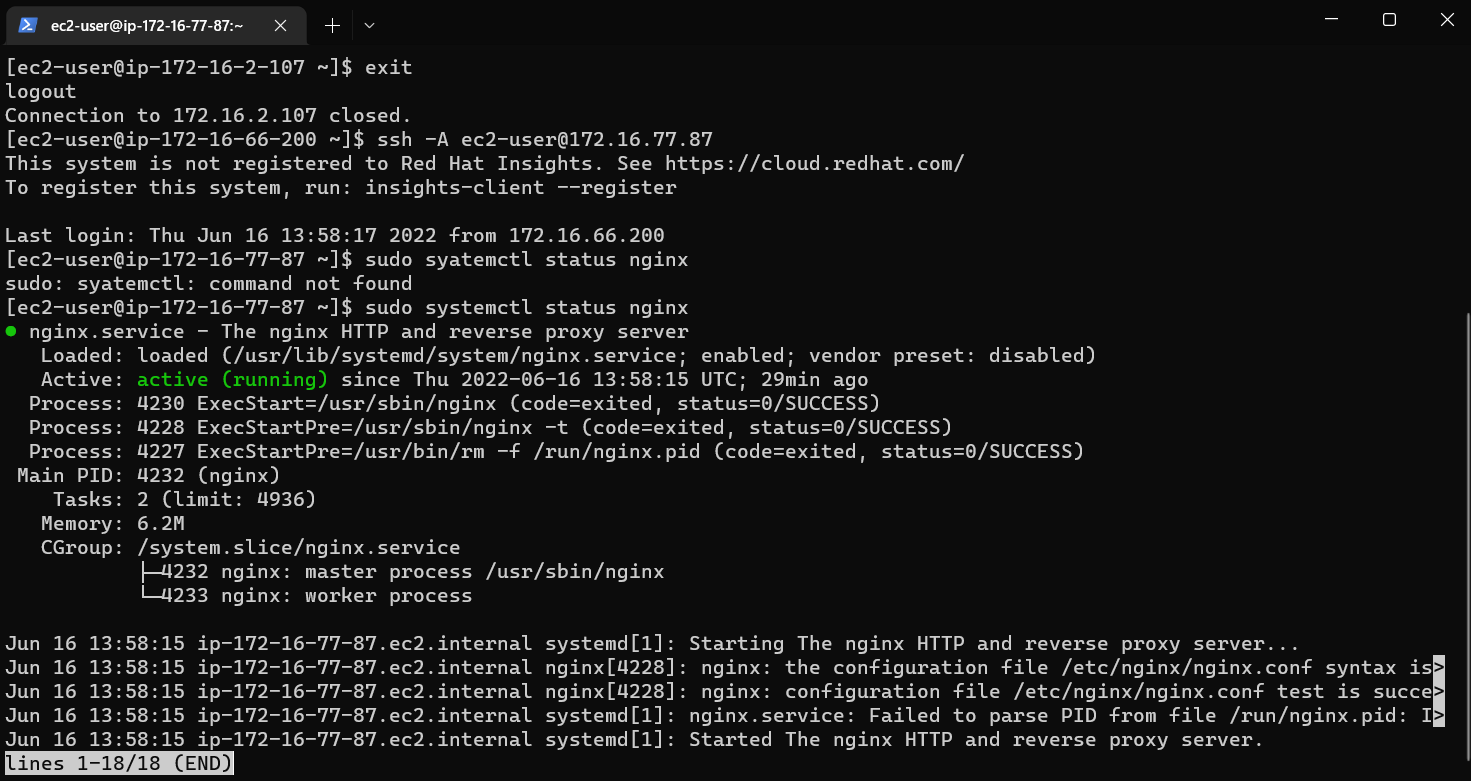 ec2-user@ip-172-16-77-87:~
[ec2-user@ip-172-16-2-107 ~]$ exit
logout
Connection to 172.16.2.107 closed.
[ec2-user@ip-172-16-66-200 ~]$ ssh -A ec2-user@172.16.77.87
This system is not registered to Red Hat Insights. See https://cloud.redhat.com/
To register this system, run: insights-client --register

Last login: Thu Jun 16 13:58:17 2022 from 172.16.66.200
[ec2-user@ip-172-16-77-87 ~]$ sudo syatemctl status nginx
sudo: syatemctl: command not found
[ec2-user@ip-172-16-77-87 ~]$ sudo systemctl status nginx
● nginx.service - The nginx HTTP and reverse proxy server
   Loaded: loaded (/usr/lib/systemd/system/nginx.service; enabled; vendor preset: disabled)
   Active: active (running) since Thu 2022-06-16 13:58:15 UTC; 29min ago
  Process: 4230 ExecStart=/usr/sbin/nginx (code=exited, status=0/SUCCESS)
  Process: 4228 ExecStartPre=/usr/sbin/nginx -t (code=exited, status=0/SUCCESS)
  Process: 4227 ExecStartPre=/usr/bin/rm -f /run/nginx.pid (code=exited, status=0/SUCCESS)
 Main PID: 4232 (nginx)
    Tasks: 2 (limit: 4936)
   Memory: 6.2M
   CGroup: /system.slice/nginx.service
           ├─4232 nginx: master process /usr/sbin/nginx
           └─4233 nginx: worker process

Jun 16 13:58:15 ip-172-16-77-87.ec2.internal systemd[1]: Starting The nginx HTTP and reverse proxy server...
Jun 16 13:58:15 ip-172-16-77-87.ec2.internal nginx[4228]: nginx: the configuration file /etc/nginx/nginx.conf syntax is>
Jun 16 13:58:15 ip-172-16-77-87.ec2.internal nginx[4228]: nginx: configuration file /etc/nginx/nginx.conf test is succe>
Jun 16 13:58:15 ip-172-16-77-87.ec2.internal systemd[1]: nginx.service: Failed to parse PID from file /run/nginx.pid: I>
Jun 16 13:58:15 ip-172-16-77-87.ec2.internal systemd[1]: Started The nginx HTTP and reverse proxy server.
lines 1-18/18 (END)